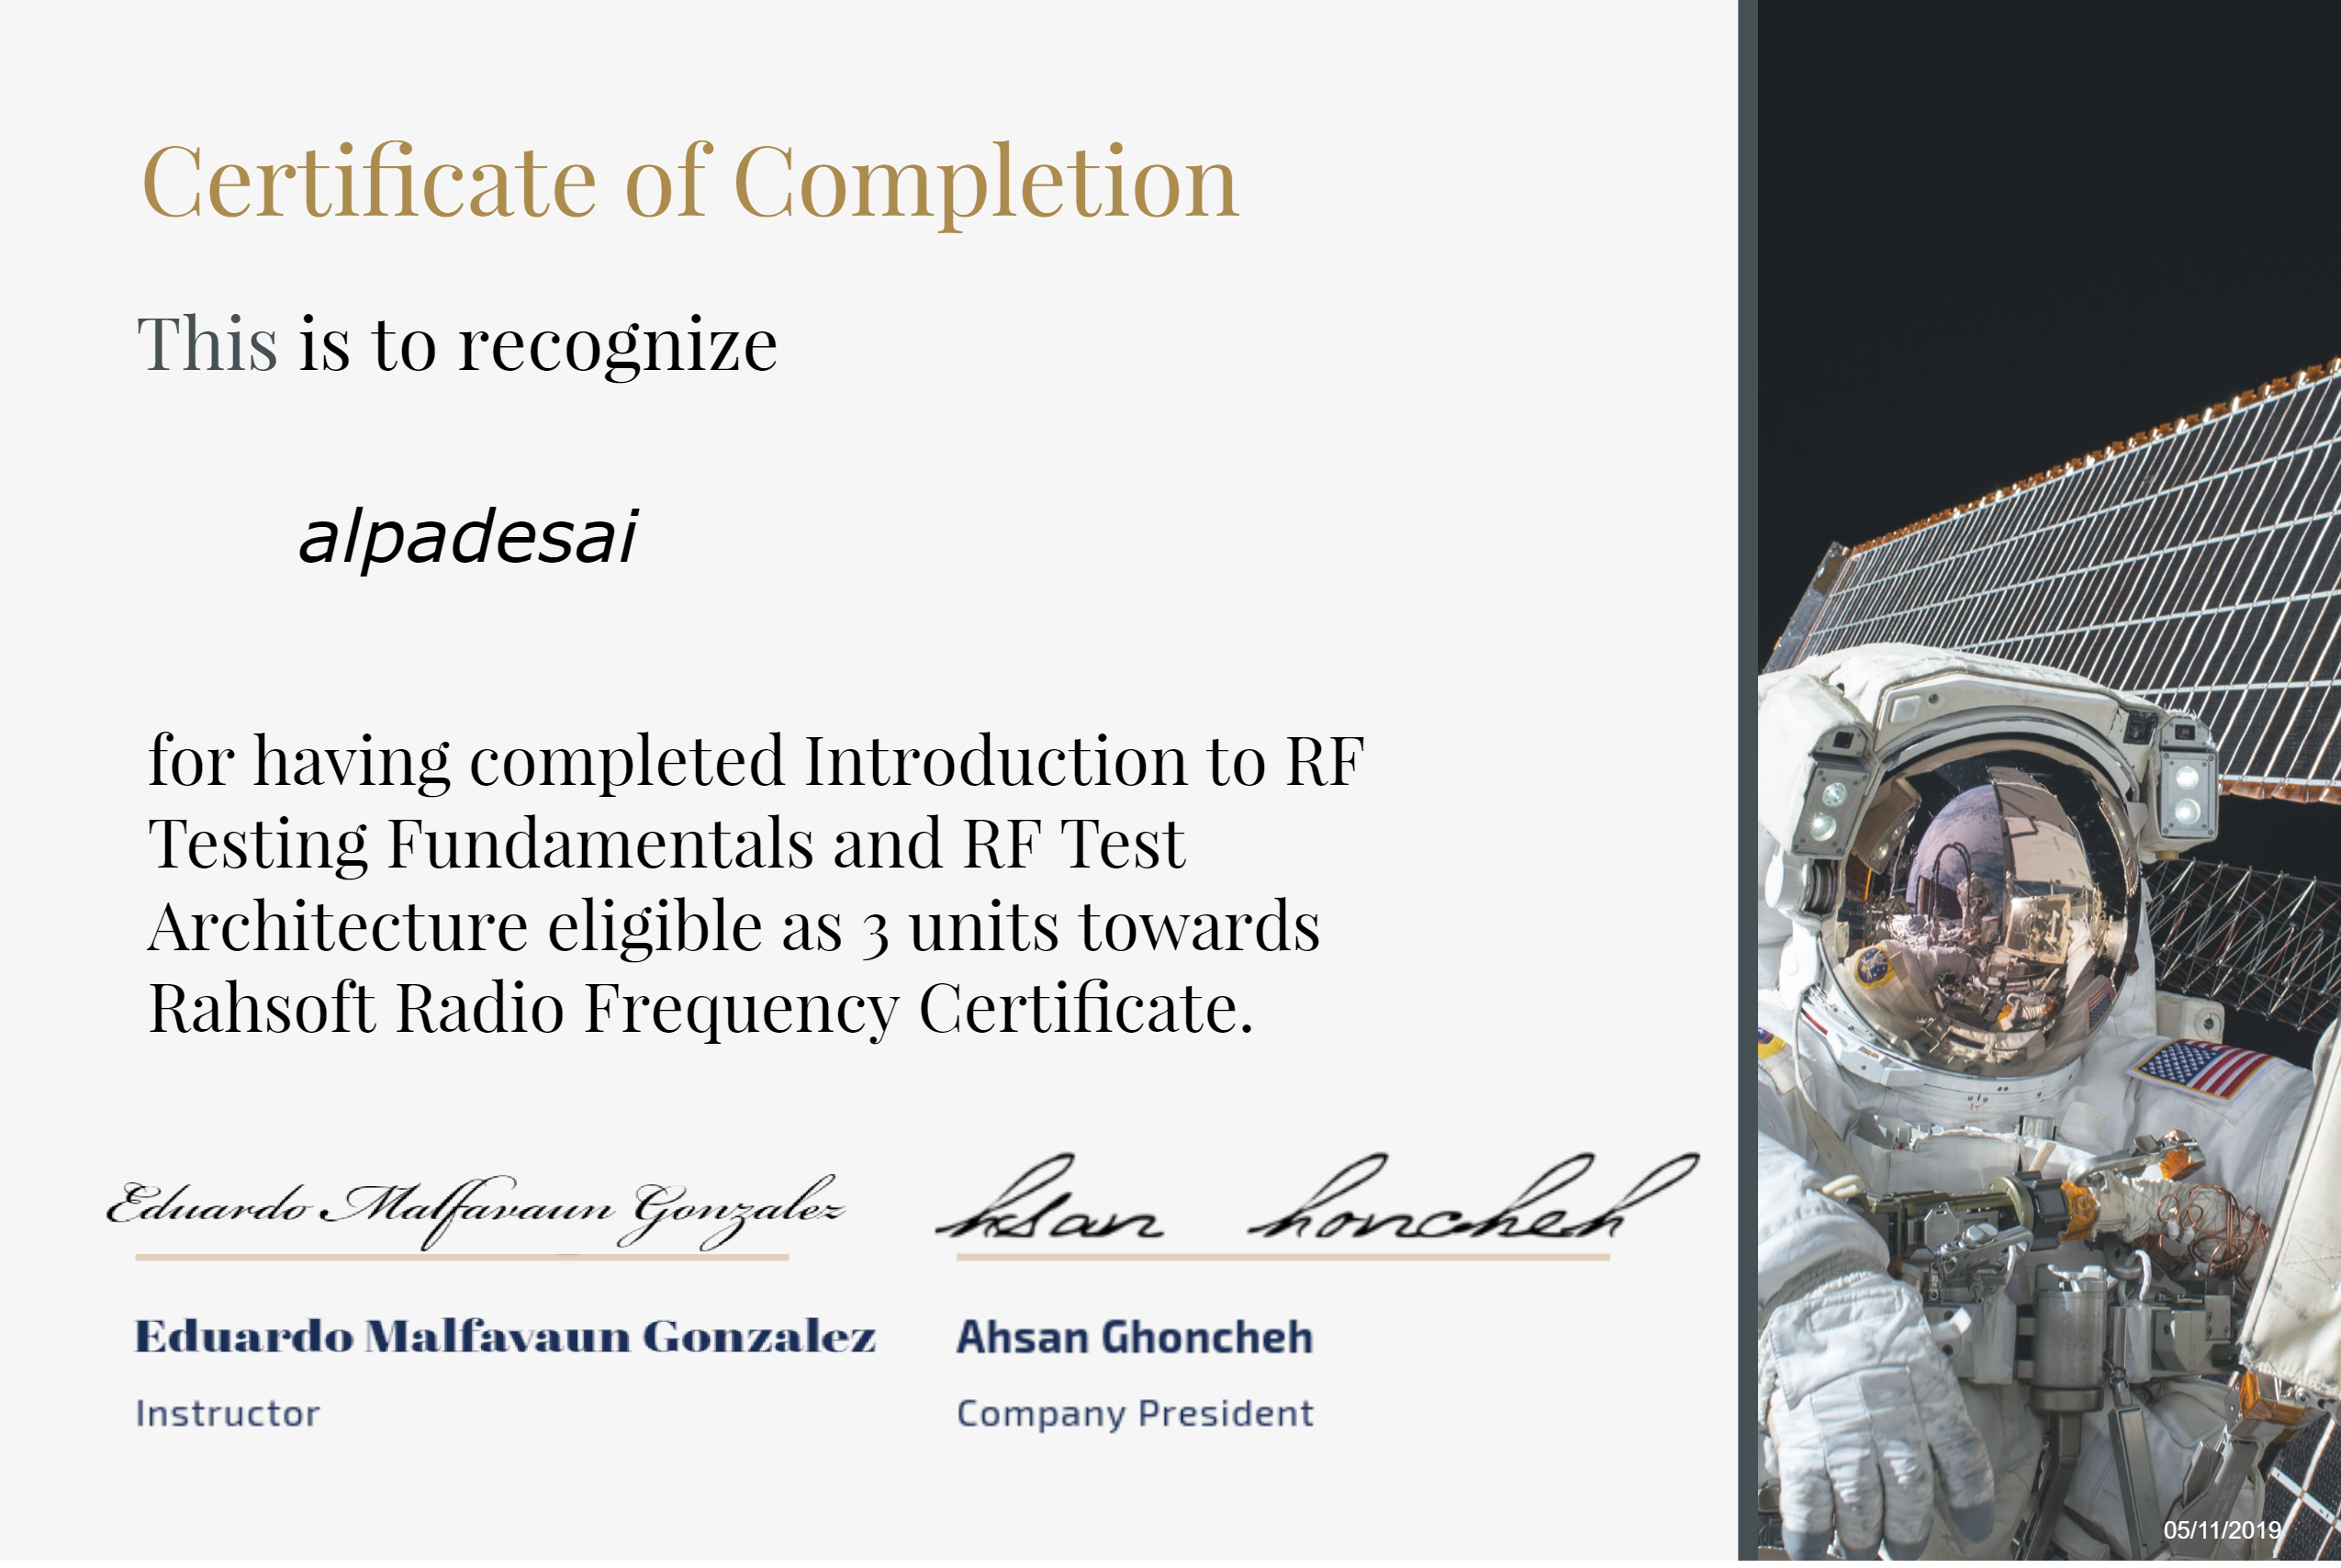 Certificate of Completion
This is to recognize
alpadesai
for having completed Introduction to RF
Testing Fundamentals and RF Test
Architecture eligible as 3 units towards
Rahsoft Radio Frequency Certificate.
Eduardo Malfavaun Gonzalez
hsan honcheh
Eduardo Malfavaun Gonzalez
Ahsan Ghoncheh
Instructor
Company President
05/11/2019